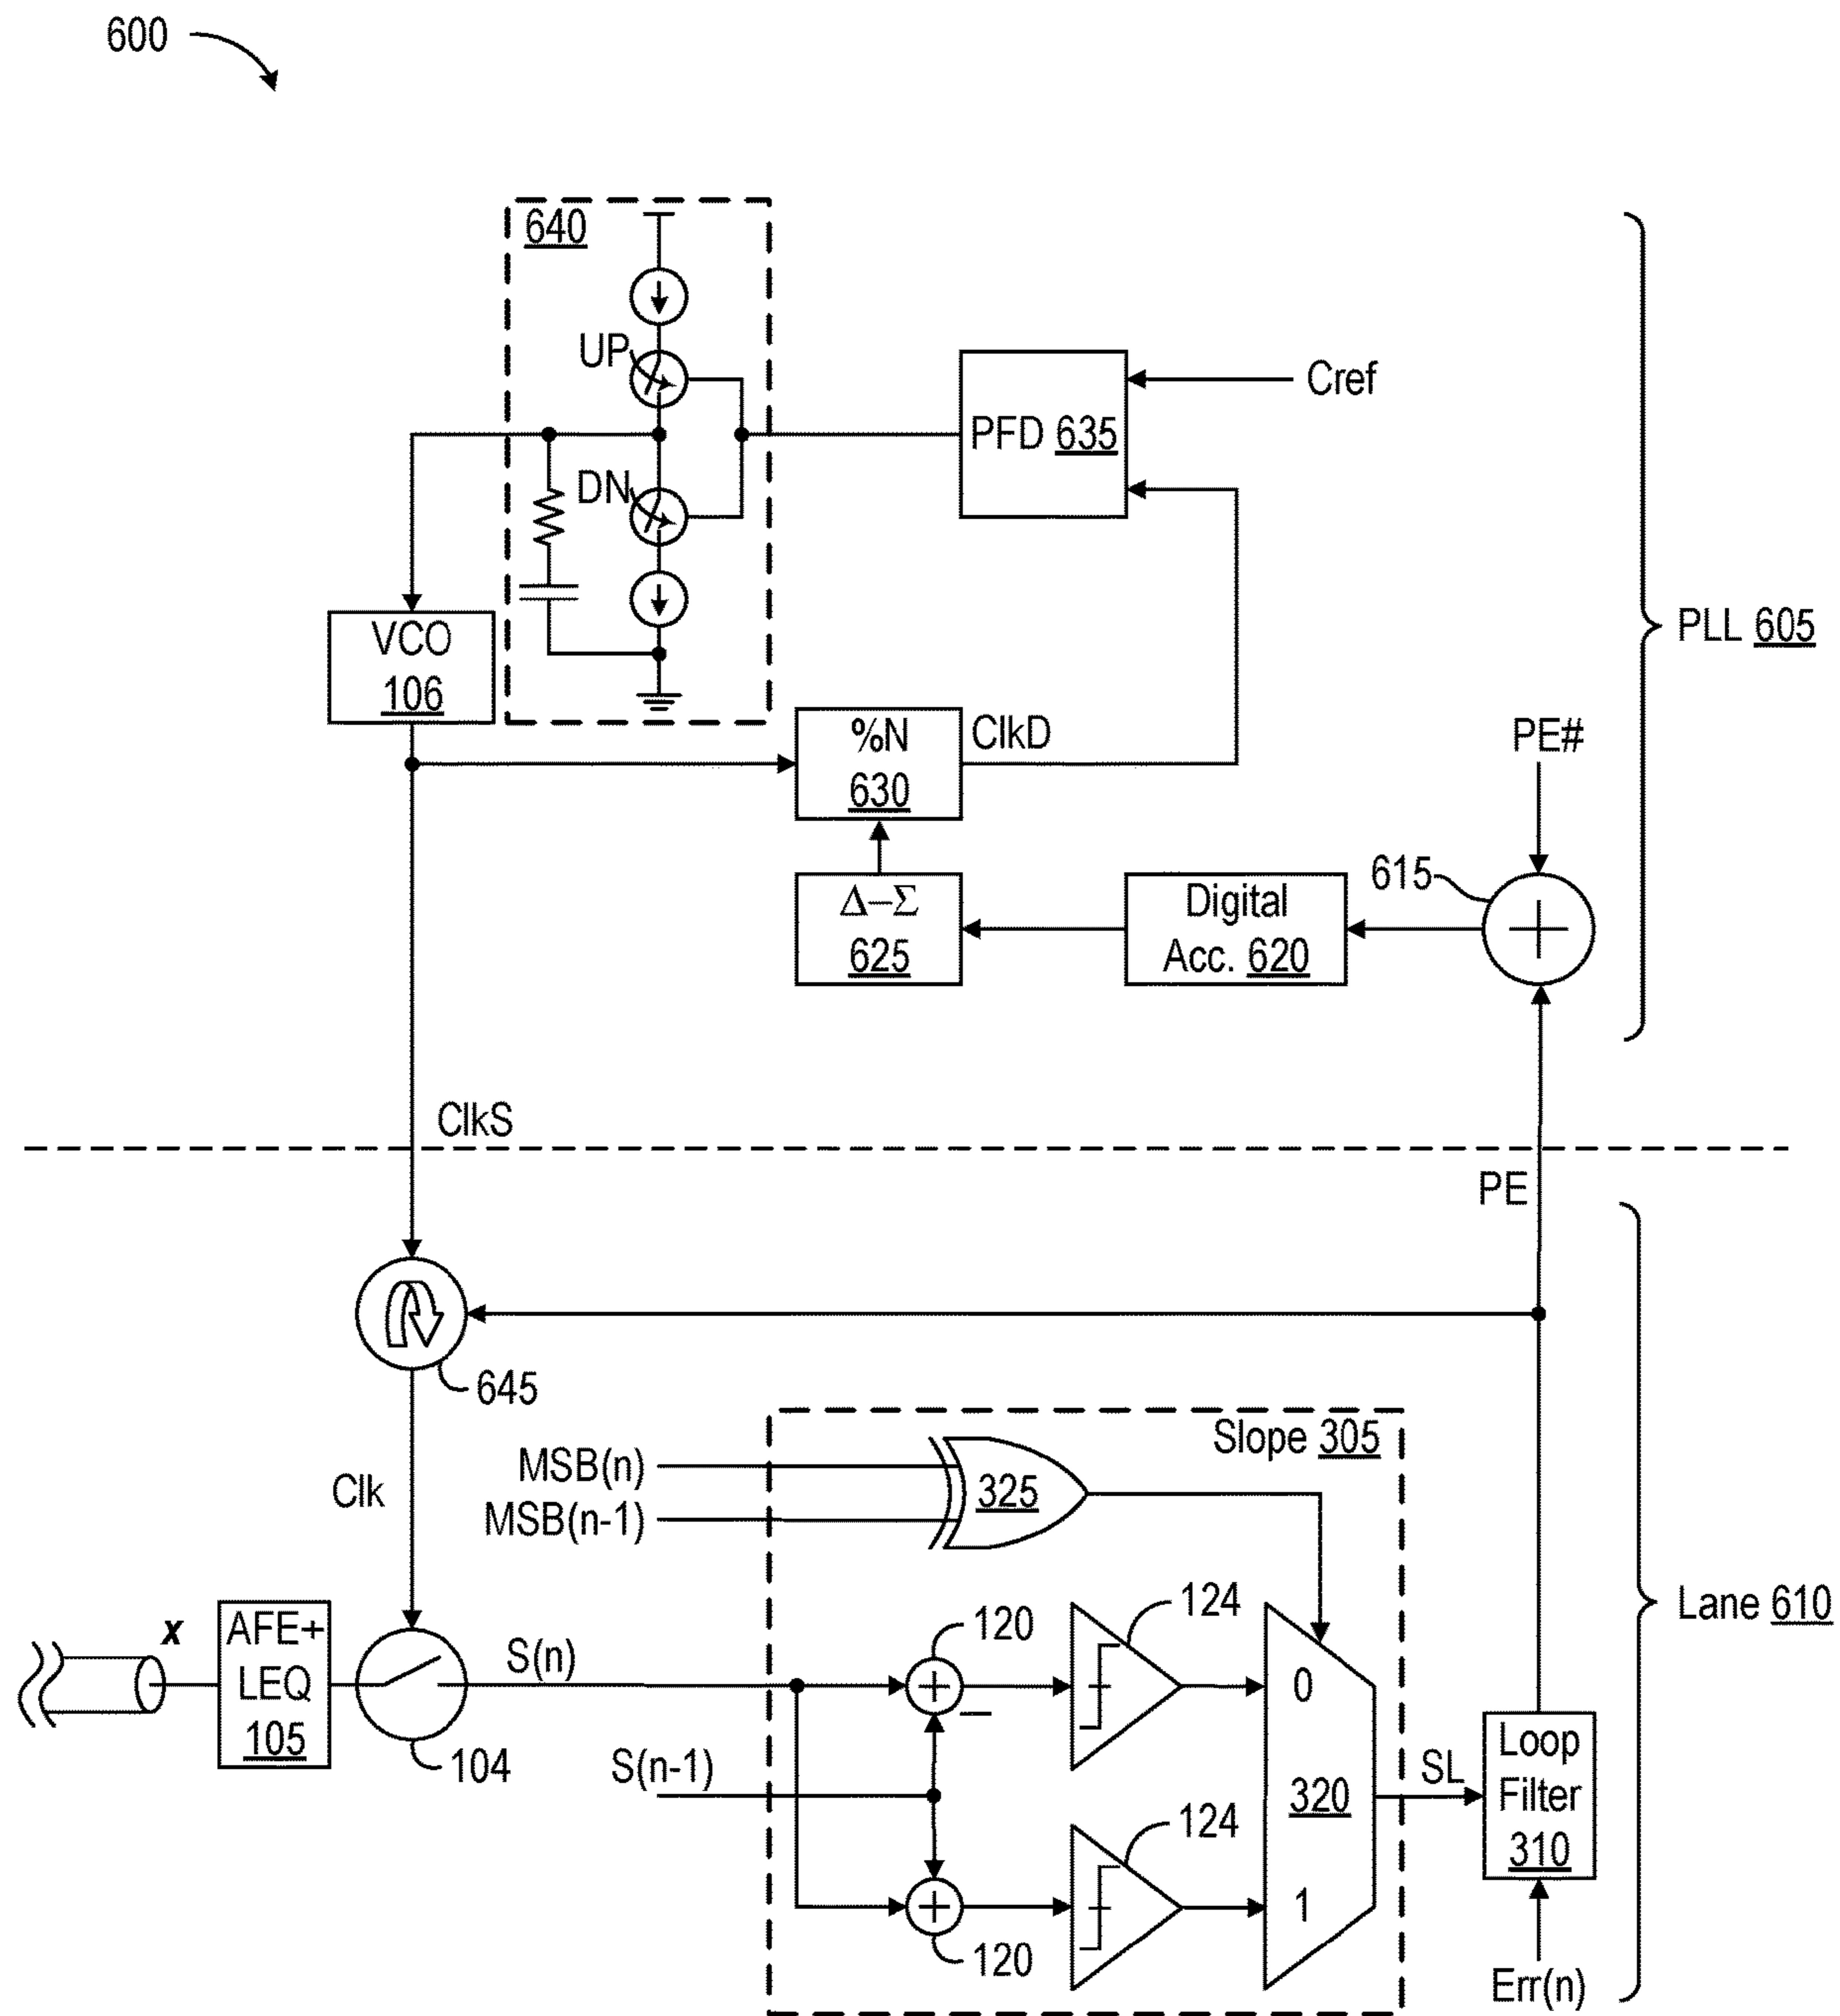 600
640
UP
DN
PFD 635
Cref
VCO
106
PLL 605
%N
630
ClkD
PE#
615
Δ–Σ
625
Digital
Acc. 620
ClkS
PE
645
Clk
MSB(n)
MSB(n-1)
325
Slope 305
x
AFE+
LEQ
105
104
S(n)
S(n-1)
120
–
124
0
120
124
1
320
SL
Loop
Filter
310
Err(n)
Lane 610